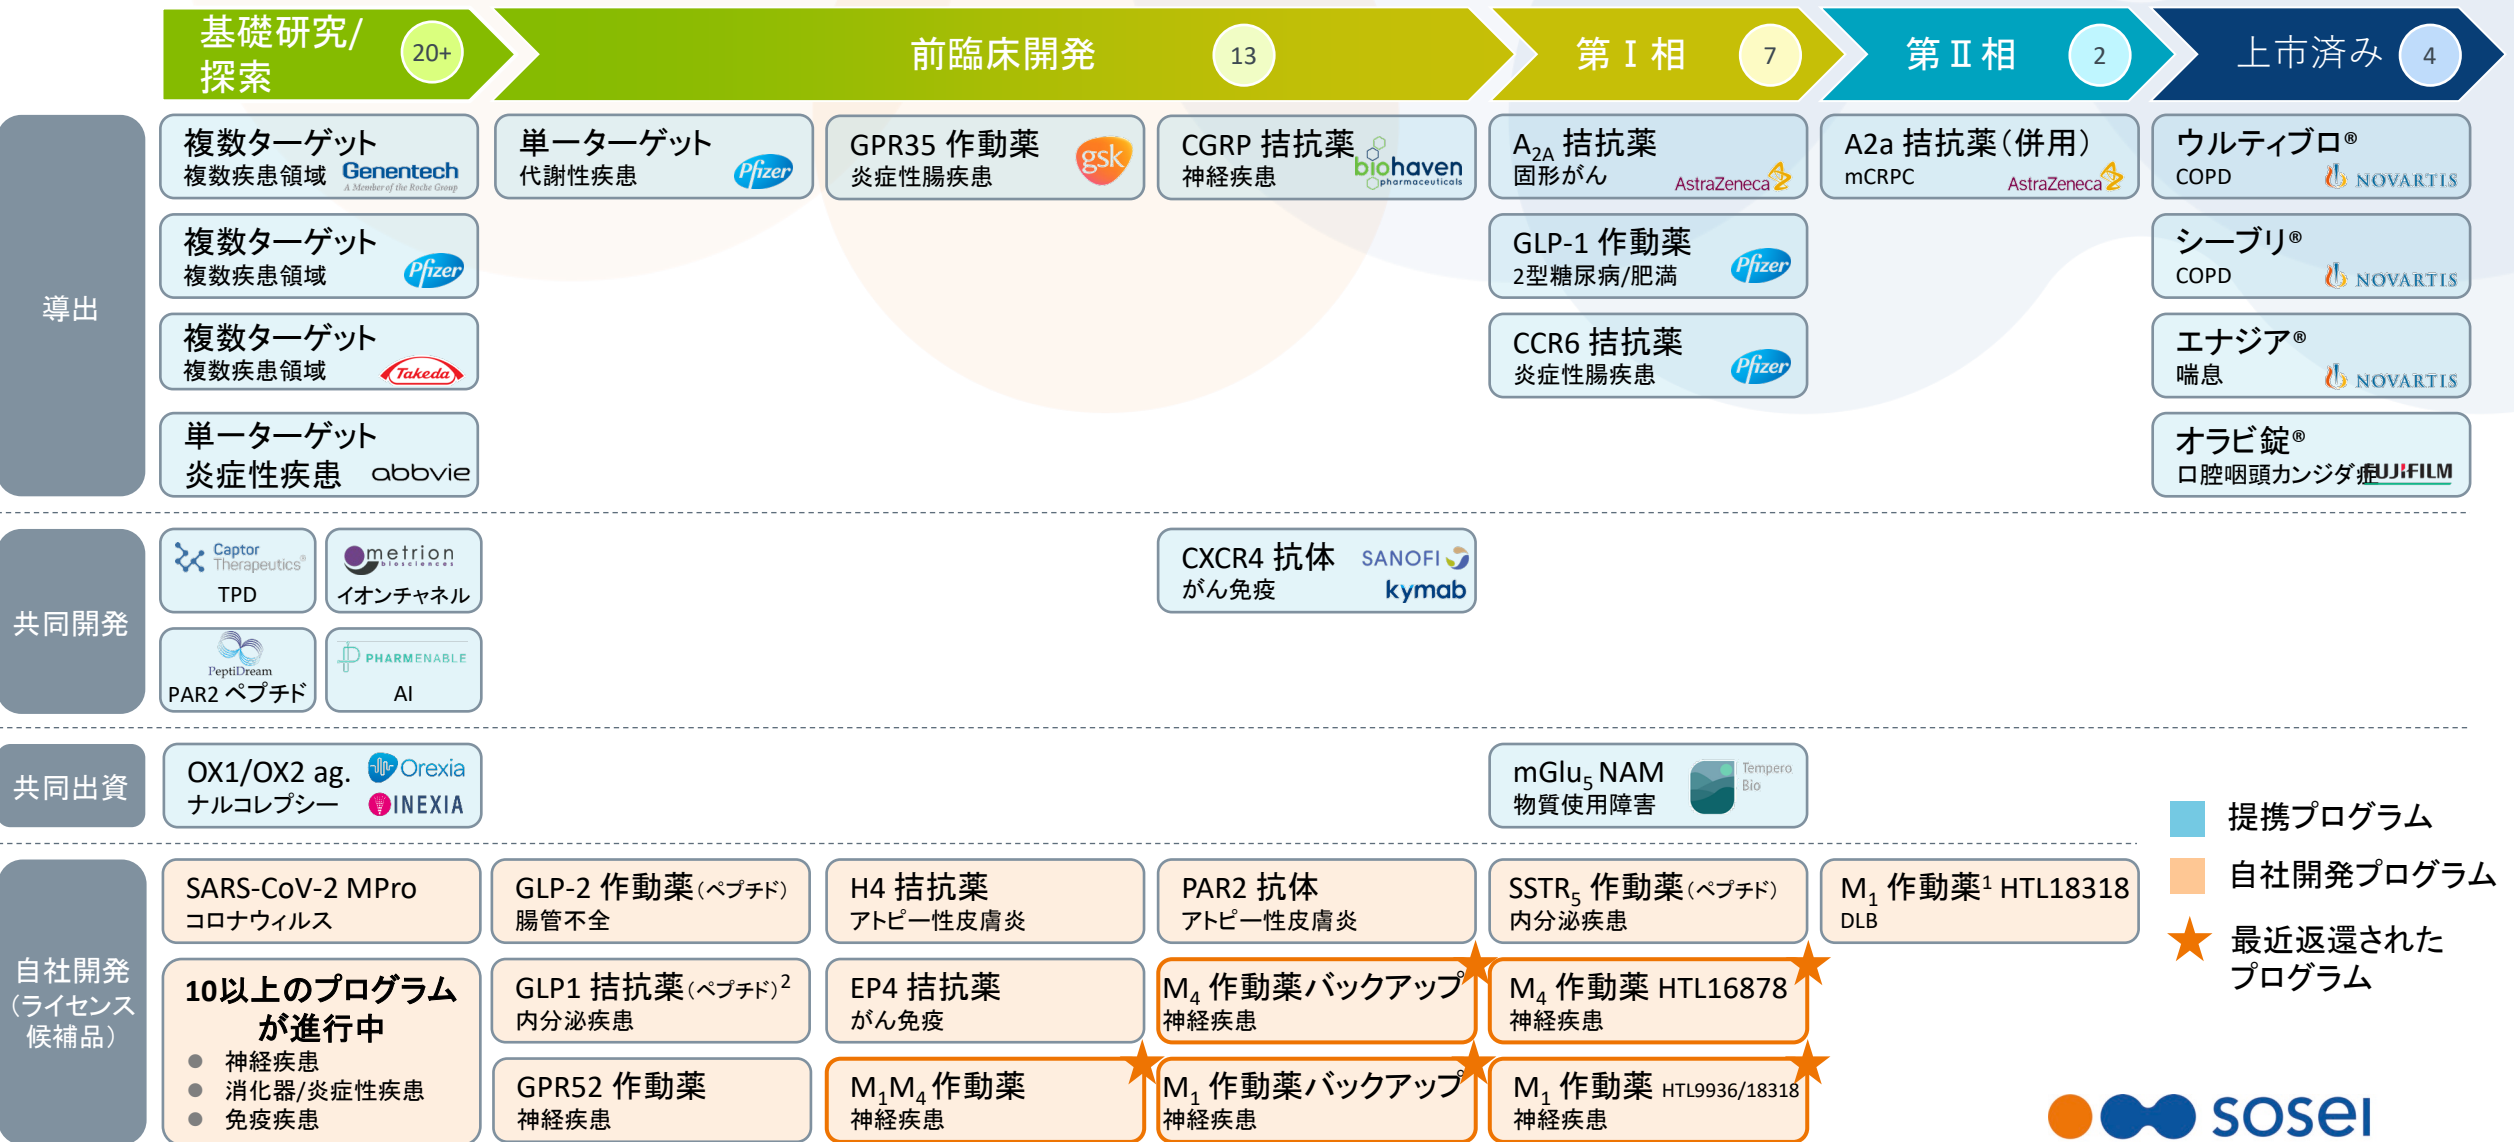 基礎研究/
探索
20+
前臨床開発
13
第Ⅰ相
7
第Ⅱ相
2
上市済み
4
導出
複数ターゲット
複数疾患領域
Genentech
A Member of the Roche Group
単一ターゲット
代謝性疾患
Pfizer
GPR35 作動薬
炎症性腸疾患
gsk
CGRP 拮抗薬
神経疾患
biohaven
pharmaceuticals
A2A 拮抗薬
固形がん
AstraZeneca
A2a 拮抗薬（併用）
mCRPC
AstraZeneca
ウルティブロ®
COPD
NOVARTIS
複数ターゲット
複数疾患領域
Pfizer
GLP-1 作動薬
2型糖尿病/肥満
Pfizer
シーブリ®
COPD
NOVARTIS
複数ターゲット
複数疾患領域
Takeda
CCR6 拮抗薬
炎症性腸疾患
Pfizer
エナジア®
喘息
NOVARTIS
単一ターゲット
炎症性疾患
abbvie
オラビ錠®
口腔咽頭カンジダ症
FUJIFILM
共同開発
Captor
Therapeutics®
TPD
metrion
biosciences
イオンチャネル
CXCR4 抗体
がん免疫
SANOFI
kymab
PeptiDream
PAR2 ペプチド
PHARMENABLE
AI
共同出資
OX1/OX2 ag.
ナルコレプシー
Orexia
INEXIA
mGlu5 NAM
物質使用障害
Tempero
Bio
提携プログラム
自社開発プログラム
最近返還された
プログラム
自社開発
（ライセンス
候補品）
SARS-CoV-2 MPro
コロナウィルス
GLP-2 作動薬（ペプチド）
腸管不全
H4 拮抗薬
アトピー性皮膚炎
PAR2 抗体
アトピー性皮膚炎
SSTR5 作動薬（ペプチド）
内分泌疾患
M1 作動薬1 HTL18318
DLB
10以上のプログラム
が進行中
● 神経疾患
● 消化器/炎症性疾患
● 免疫疾患
GLP1 拮抗薬（ペプチド）2
内分泌疾患
EP4 拮抗薬
がん免疫
M4 作動薬バックアップ
神経疾患
M4 作動薬 HTL16878
神経疾患
GPR52 作動薬
神経疾患
M1M4 作動薬
神経疾患
M1 作動薬バックアップ
神経疾患
M1 作動薬 HTL9936/18318
神経疾患
sosei